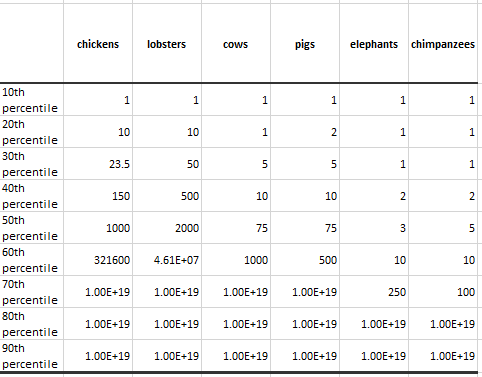 chickens lobsters cows pigs elephants chimpanzees
10th
percentile 1 1 1 1 1 1
20th
percentile 10 10 1 2 1 1
30th
percentile 23.5 50 5 5 1 1
40th
percentile 150 500 10 10 2 2
50th
percentile 1000 2000 75 75 3 5
60th
percentile 321600 4.61E+07 1000 500 10 10
70th
percentile 1.00E+19 1.00E+19 1.00E+19 1.00E+19 250 100
80th
percentile 1.00E+19 1.00E+19 1.00E+19 1.00E+19 1.00E+19 1.00E+19
90th
percentile 1.00E+19 1.00E+19 1.00E+19 1.00E+19 1.00E+19 1.00E+19